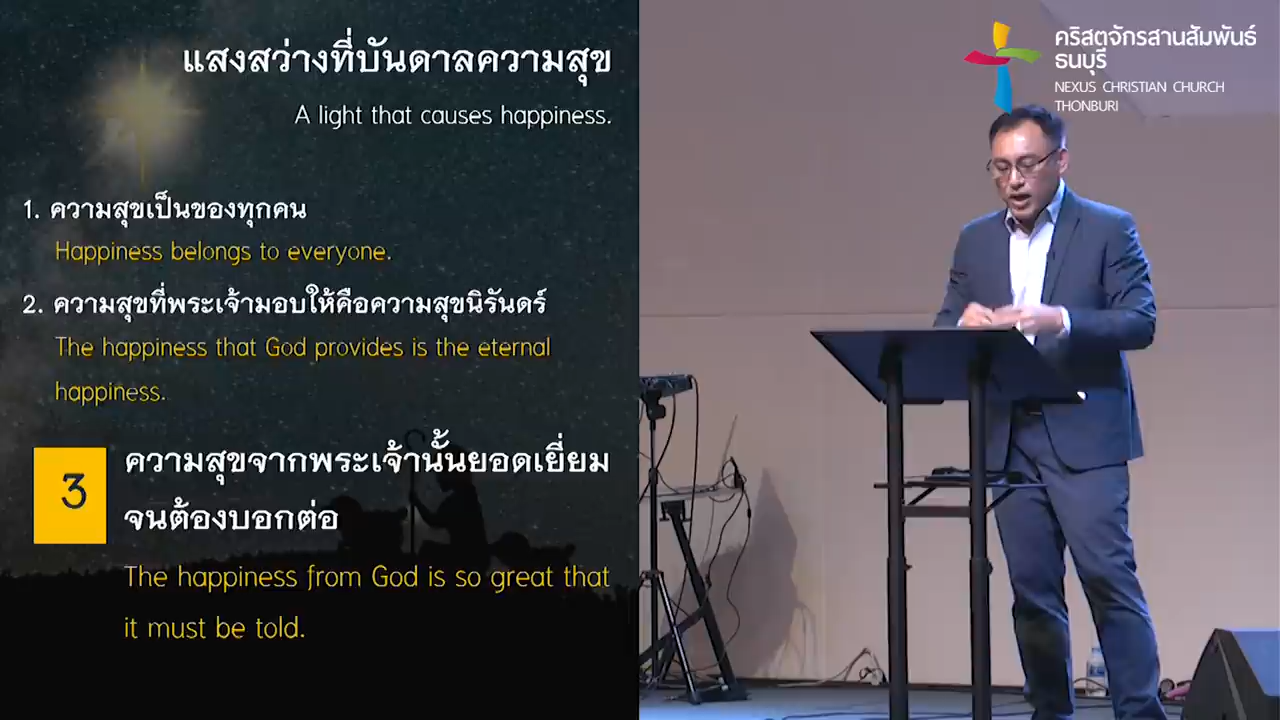 แสงสว่างที่บันดาลความสุข
A light that causes happiness.
1. ความสุขเป็นของทุกคน
Happiness belongs to everyone.
2. ความสุขที่พระเจ้ามอบให้คือความสุขนิรันดร์
The happiness that God provides is the eternal
happiness.
3
ความสุขจากพระเจ้านั้นยอดเยี่ยม
จนต้องบอกต่อ
The happiness from God is so great that
it must be told.
คริสตจักรสานสัมพันธ์
ธนบุรี
NEXUS CHRISTIAN CHURCH
THONBURI